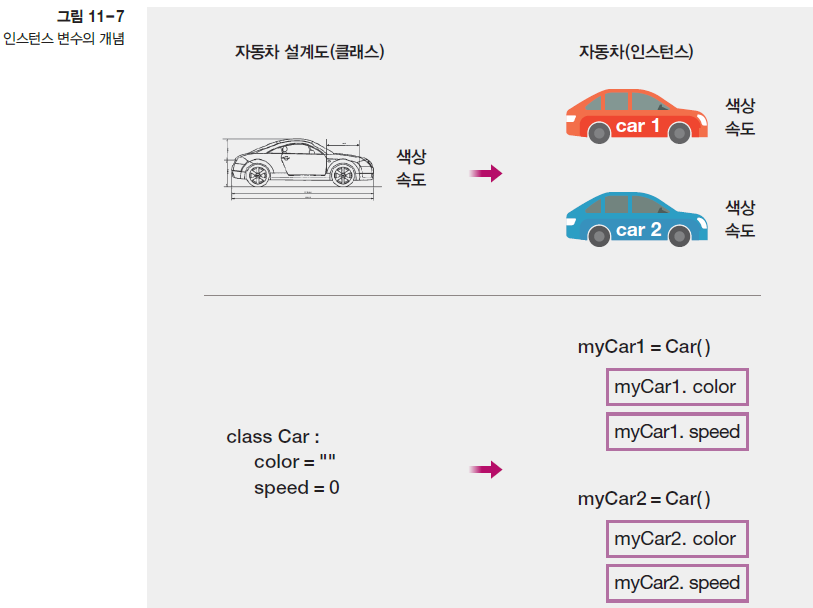 그림 11-7
인스턴스 변수의 개념
자동차 설계도(클래스)
색상
속도
자동차(인스턴스)
car 1
색상
속도
car 2
색상
속도
class Car :
color = ""
speed = 0
myCar1 = Car( )
myCar1. color
myCar1. speed
myCar2 = Car( )
myCar2. color
myCar2. speed